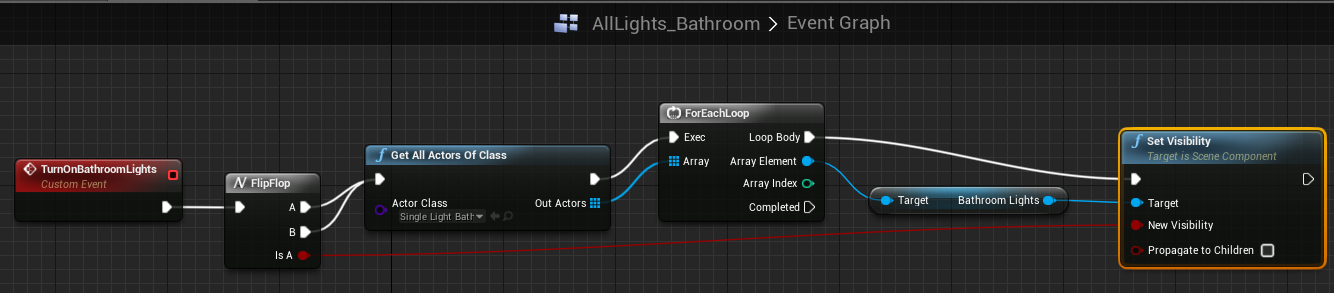 AllLights_Bathroom > Event Graph
TurnOnBathroomLights
Custom Event
FlipFlop
A
B
Is A
Get All Actors Of Class
Actor Class
Single Light Bath
Out Actors
ForEachLoop
Exec
Loop Body
Array
Array Element
Array Index
Completed
Target
Bathroom Lights
Set Visibility
Target is Scene Component
Target
New Visibility
Propagate to Children